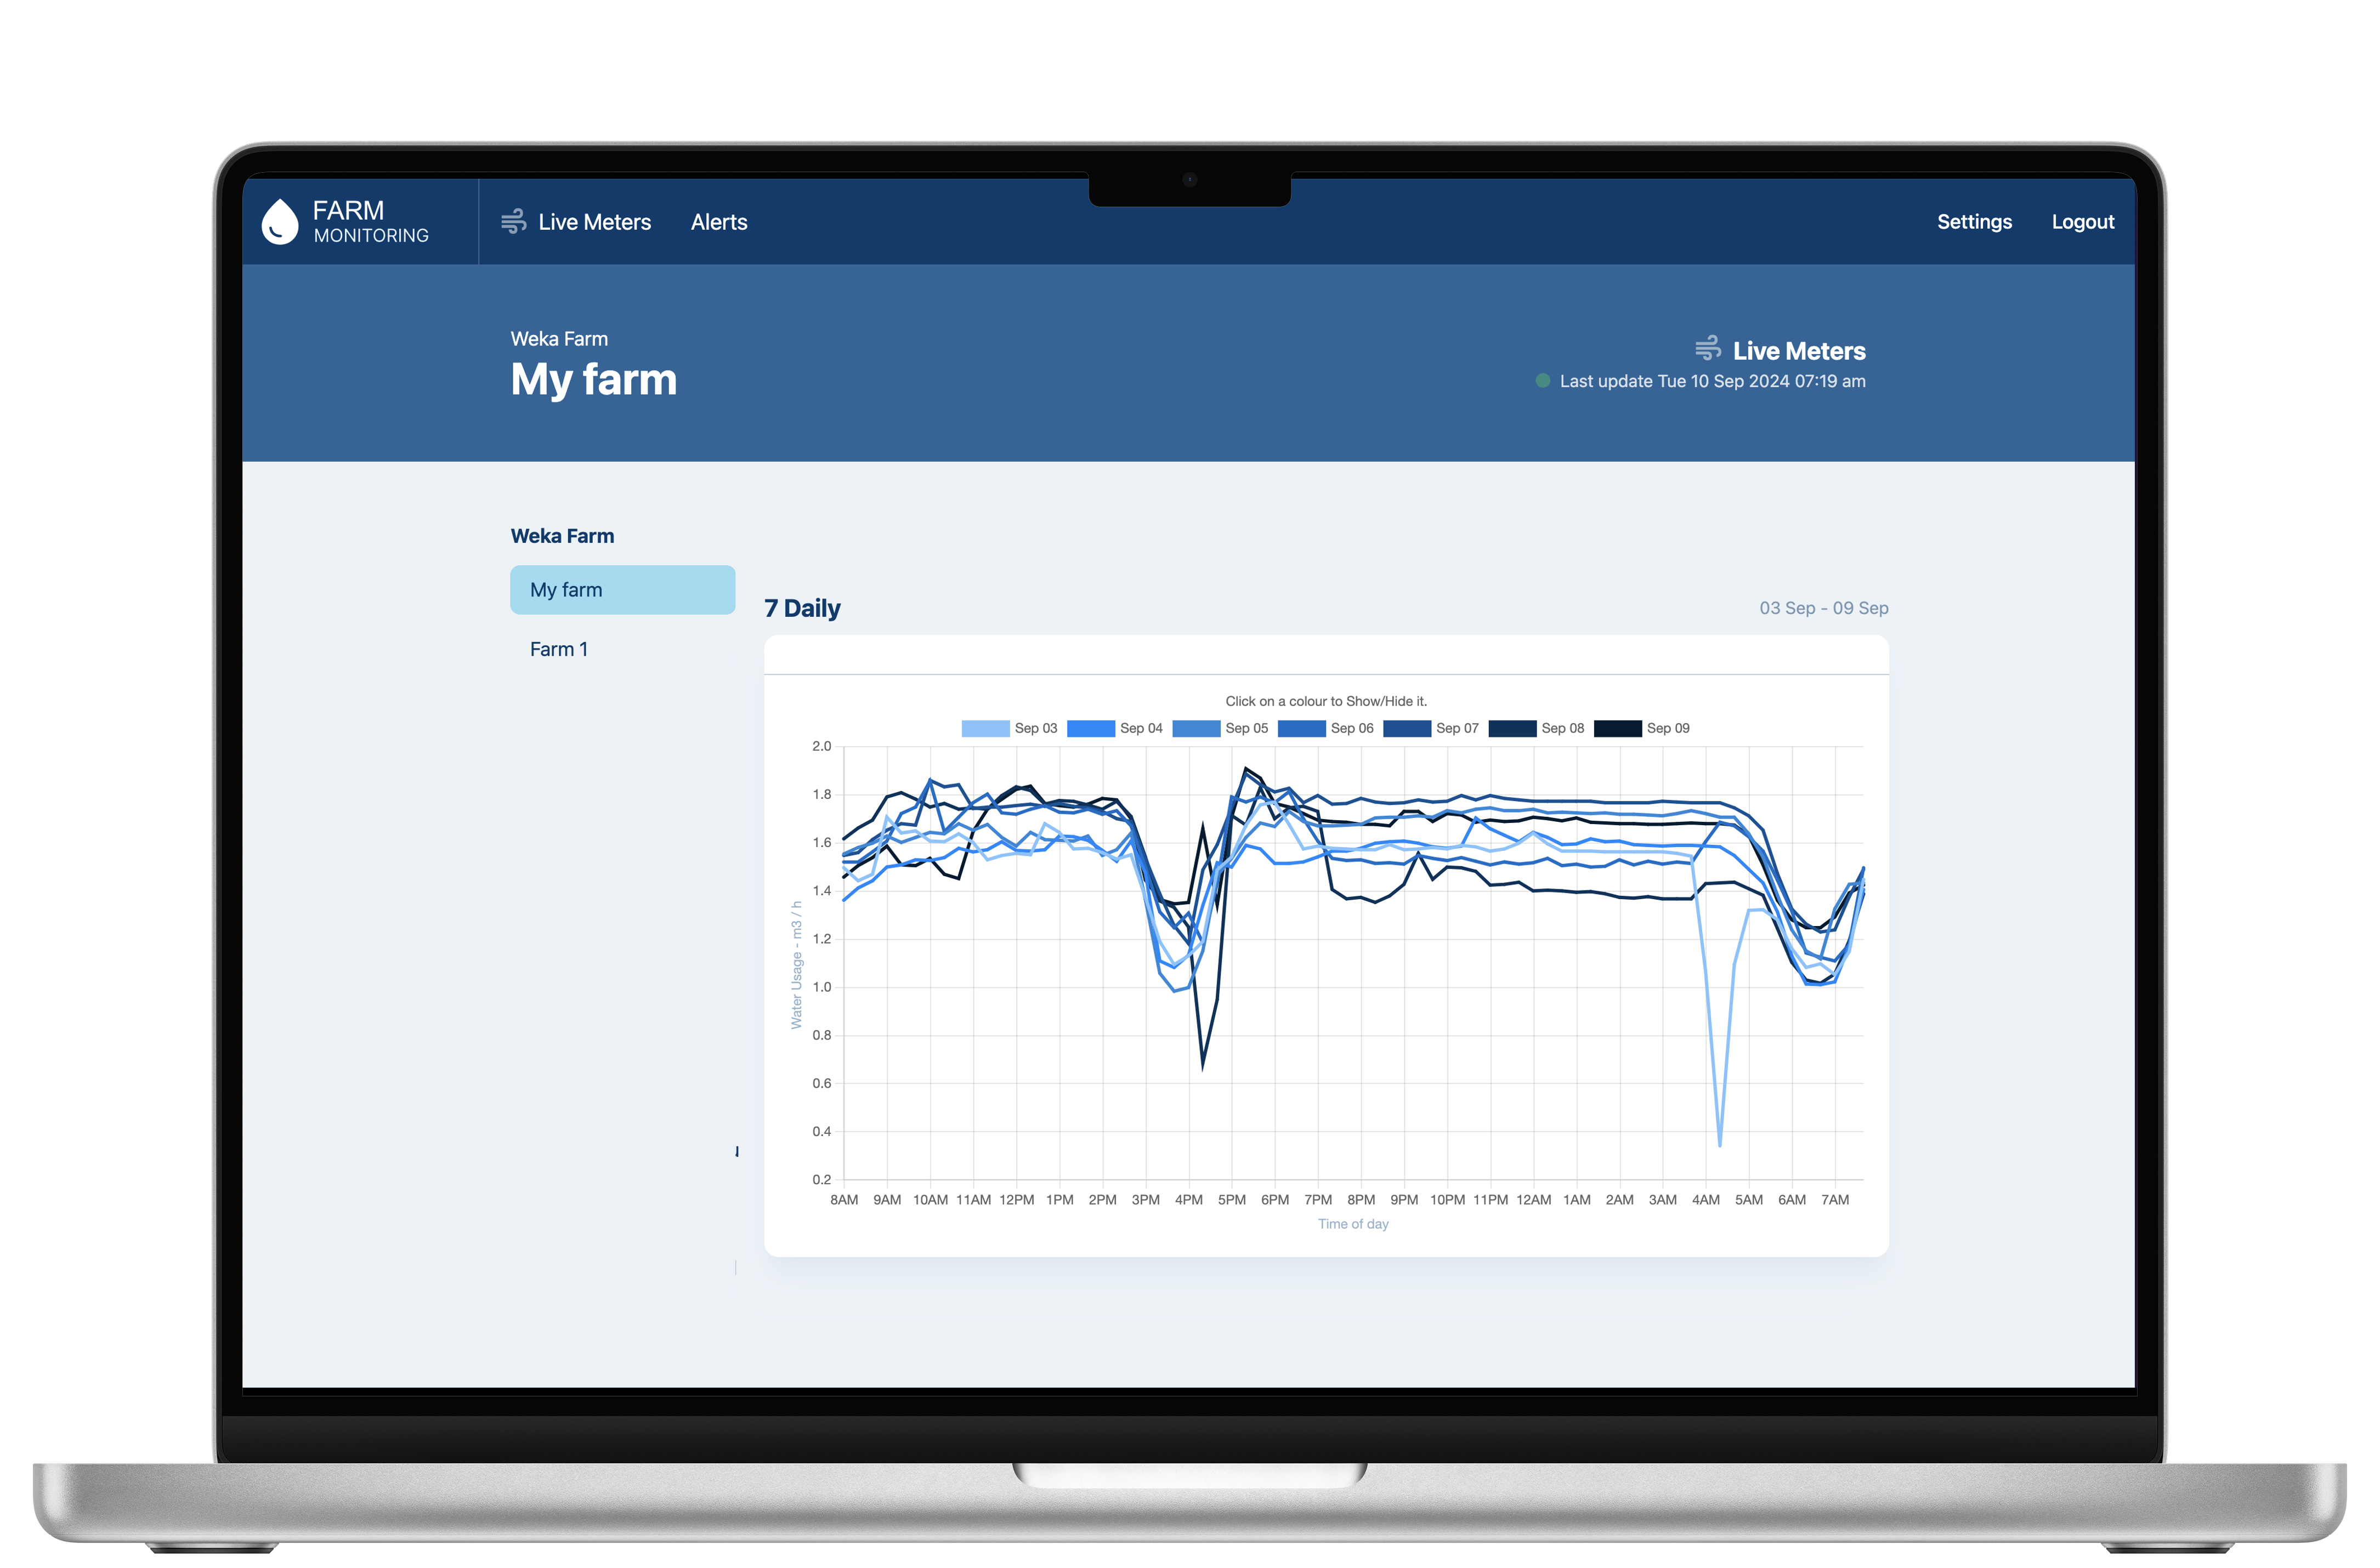 FARM
MONITORING
Live Meters
Alerts
Settings
Logout
Weka Farm
My farm
Live Meters
Last update Tue 10 Sep 2024 07:19 am
Weka Farm
My farm
Farm 1
7 Daily
03 Sep - 09 Sep
Click on a colour to Show/Hide it.
Sep 03 Sep 04 Sep 05 Sep 06 Sep 07 Sep 08 Sep 09
2.0
1.8
1.6
1.4
1.2
1.0
0.8
0.6
0.4
0.2
Water Usage - m3 / h
8AM 9AM 10AM 11AM 12PM 1PM 2PM 3PM 4PM 5PM 6PM 7PM 8PM 9PM 10PM 11PM 12AM 1AM 2AM 3AM 4AM 5AM 6AM 7AM
Time of day